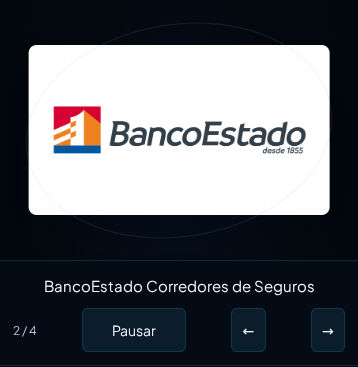 BancoEstado
desde 1855
BancoEstado Corredores de Seguros
2 / 4
Pausar
←
→